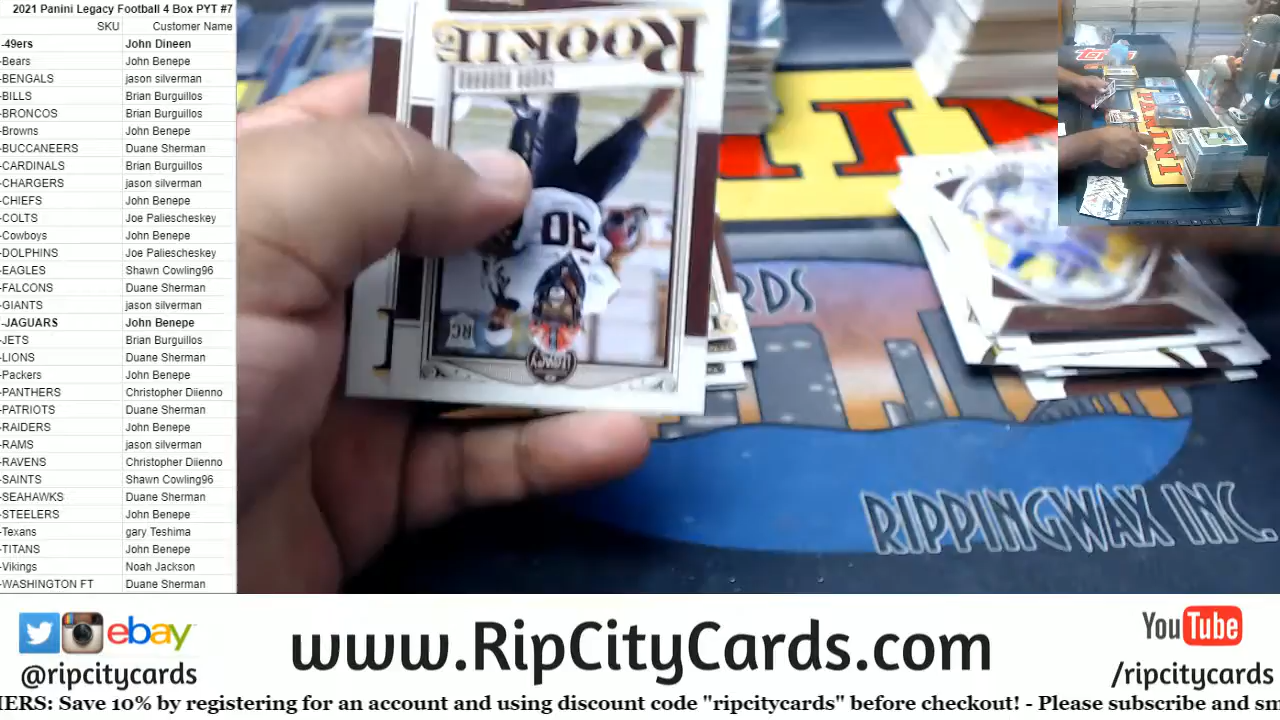 2021 Panini Legacy Football 4 Box PYT #7
SKU Customer Name
-49ers John Dineen
-Bears John Benepe
-BENGALS jason silverman
-BILLS Brian Burguillos
-BRONCOS Brian Burguillos
-Browns John Benepe
-BUCCANEERS Duane Sherman
-CARDINALS Brian Burguillos
-CHARGERS jason silverman
-CHIEFS John Benepe
-COLTS Joe Paliescheskey
-Cowboys John Benepe
-DOLPHINS Joe Paliescheskey
-EAGLES Shawn Cowling96
-FALCONS Duane Sherman
-GIANTS jason silverman
-JAGUARS John Benepe
-JETS Brian Burguillos
-LIONS Duane Sherman
-Packers John Benepe
-PANTHERS Christopher Diienno
-PATRIOTS Duane Sherman
-RAIDERS John Benepe
-RAMS jason silverman
-RAVENS Christopher Diienno
-SAINTS Shawn Cowling96
-SEAHAWKS Duane Sherman
-STEELERS John Benepe
-Texans gary Teshima
-TITANS John Benepe
-Vikings Noah Jackson
-WASHINGTON FT Duane Sherman
ROOKIE
30
RC
LEGACY
RDS
RIPPINGWAX INC.
PANINI
ebay
@ripcitycards
www.RipCityCards.com
YouTube
/ripcitycards
IERS: Save 10% by registering for an account and using discount code "ripcitycards" before checkout! - Please subscribe and sm